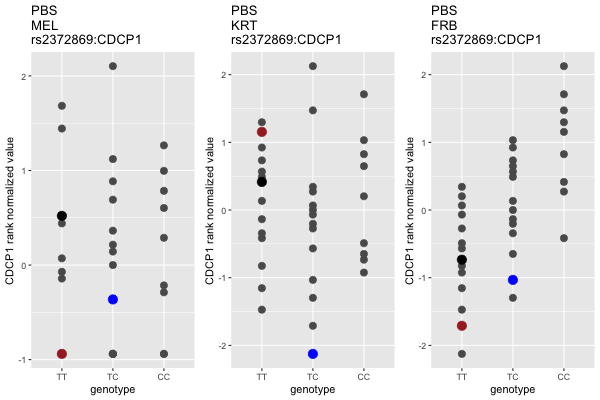 PBS
MEL
rs2372869:CDCP1
CDCP1 rank normalized value
2
1
0
-1
TT
TC
CC
genotype
PBS
KRT
rs2372869:CDCP1
CDCP1 rank normalized value
2
1
0
-1
-2
TT
TC
CC
genotype
PBS
FRB
rs2372869:CDCP1
CDCP1 rank normalized value
2
1
0
-1
-2
TT
TC
CC
genotype